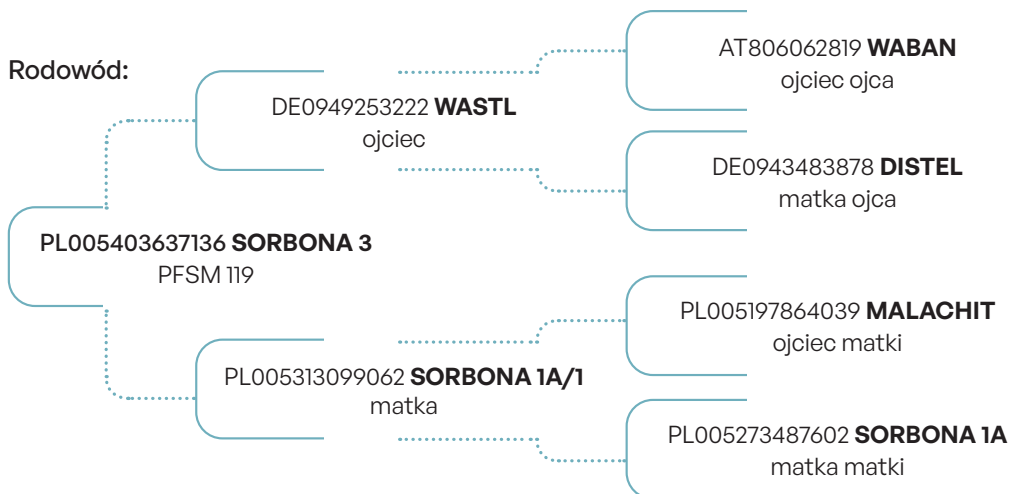 Rodowód:
AT806062819 WABAN
ojciec ojca
DE0949253222 WASTL
ojciec
DE0943483878 DISTEL
matka ojca
PL005403637136 SORBONA 3
PFSM 119
PL005197864039 MALACHIT
ojciec matki
PL005313099062 SORBONA 1A/1
matka
PL005273487602 SORBONA 1A
matka matki